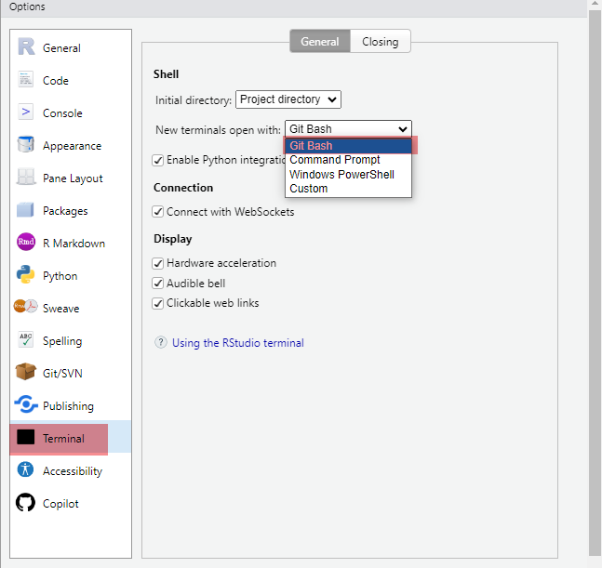 Options
General
Code
Console
Appearance
Pane Layout
Packages
Rmd R Markdown
Python
Sweave
ABC Spelling
Git/SVN
Publishing
Terminal
Accessibility
Copilot
General Closing
Shell
Initial directory: Project directory
New terminals open with: Git Bash
Git Bash
Command Prompt
Windows PowerShell
Custom
Enable Python integratio
Connection
Connect with WebSockets
Display
Hardware acceleration
Audible bell
Clickable web links
? Using the RStudio terminal